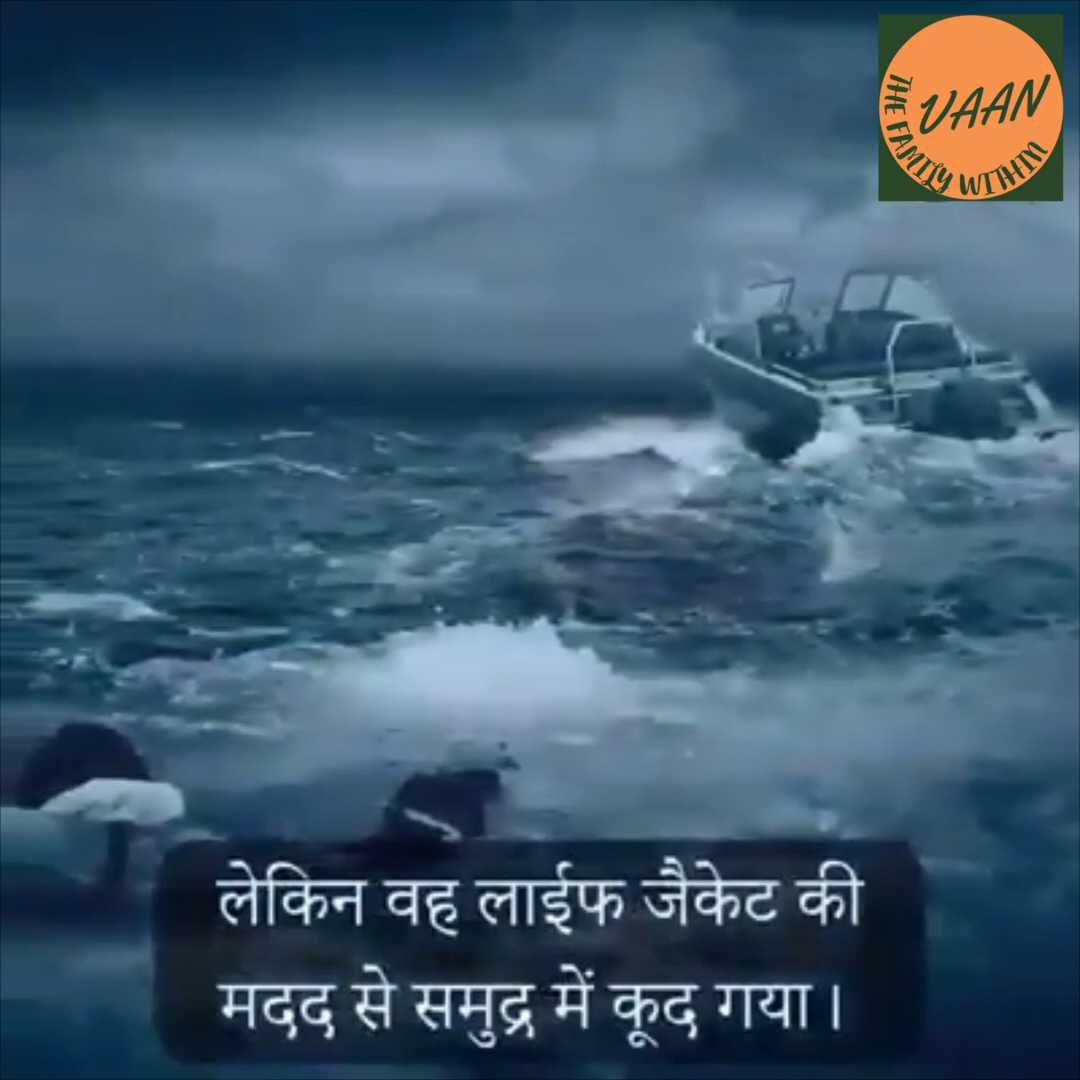 VAAN
THE FAMILY WITHIN
लेकिन वह लाईफ जैकेट की
मदद से समुद्र में कूद गया।